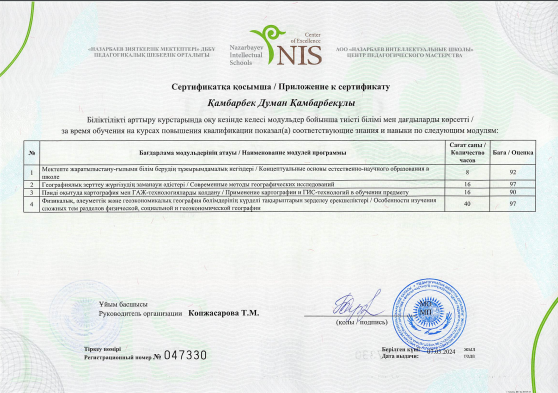 «НАЗАРБАЕВ ЗИЯТКЕРЛІК МЕКТЕПТЕРІ» ДББҰ
ПЕДАГОГИКАЛЫҚ ШЕБЕРЛІК ОРТАЛЫҒЫ
Nazarbayev
Intellectual
Schools
Center
of Excellence
NIS
АОО «НАЗАРБАЕВ ИНТЕЛЛЕКТУАЛЬНЫЕ ШКОЛЫ»
ЦЕНТР ПЕДАГОГИЧЕСКОГО МАСТЕРСТВА
Сертификатқа қосымша / Приложение к сертификату
Қамбарбек Думан Қамбарбекұлы
Біліктілікті арттыру курстарында оқу кезінде келесі модульдер бойынша тиісті білімі мен дағдыларды көрсетті /
за время обучения на курсах повышения квалификации показал(а) соответствующие знания и навыки по следующим модулям:
№ Бағдарлама модульдерінің атауы / Наименование модулей программы Сағат саны / Количество часов Баға / Оценка
1 Мектепте жаратылыстану-ғылыми білім берудің тұжырымдамалық негіздері / Концептуальные основы естественно-научного образования в школе 8 92
2 Географиялық зерттеу жүргізудің заманауи әдістері / Современные методы географических исследований 16 97
3 Пәнді оқытуда картография мен ГАЖ-технологияларды қолдану / Применение картографии и ГИС-технологий в обучении предмету 16 90
4 Физикалық, әлеуметтік және геоэкономикалық география бөлімдерінің күрделі тақырыптарын зерделеу ерекшеліктері / Особенности изучения сложных тем разделов физической, социальной и геоэкономической географии 40 97
Ұйым басшысы
Руководитель организации Копжасарова Т.М.
(қолы / подпись)
МО
МП
Тіркеу нөмірі
Регистрационный номер № 047330
Берілген күні: жыл
Дата выдачи: 07.03.2024 года